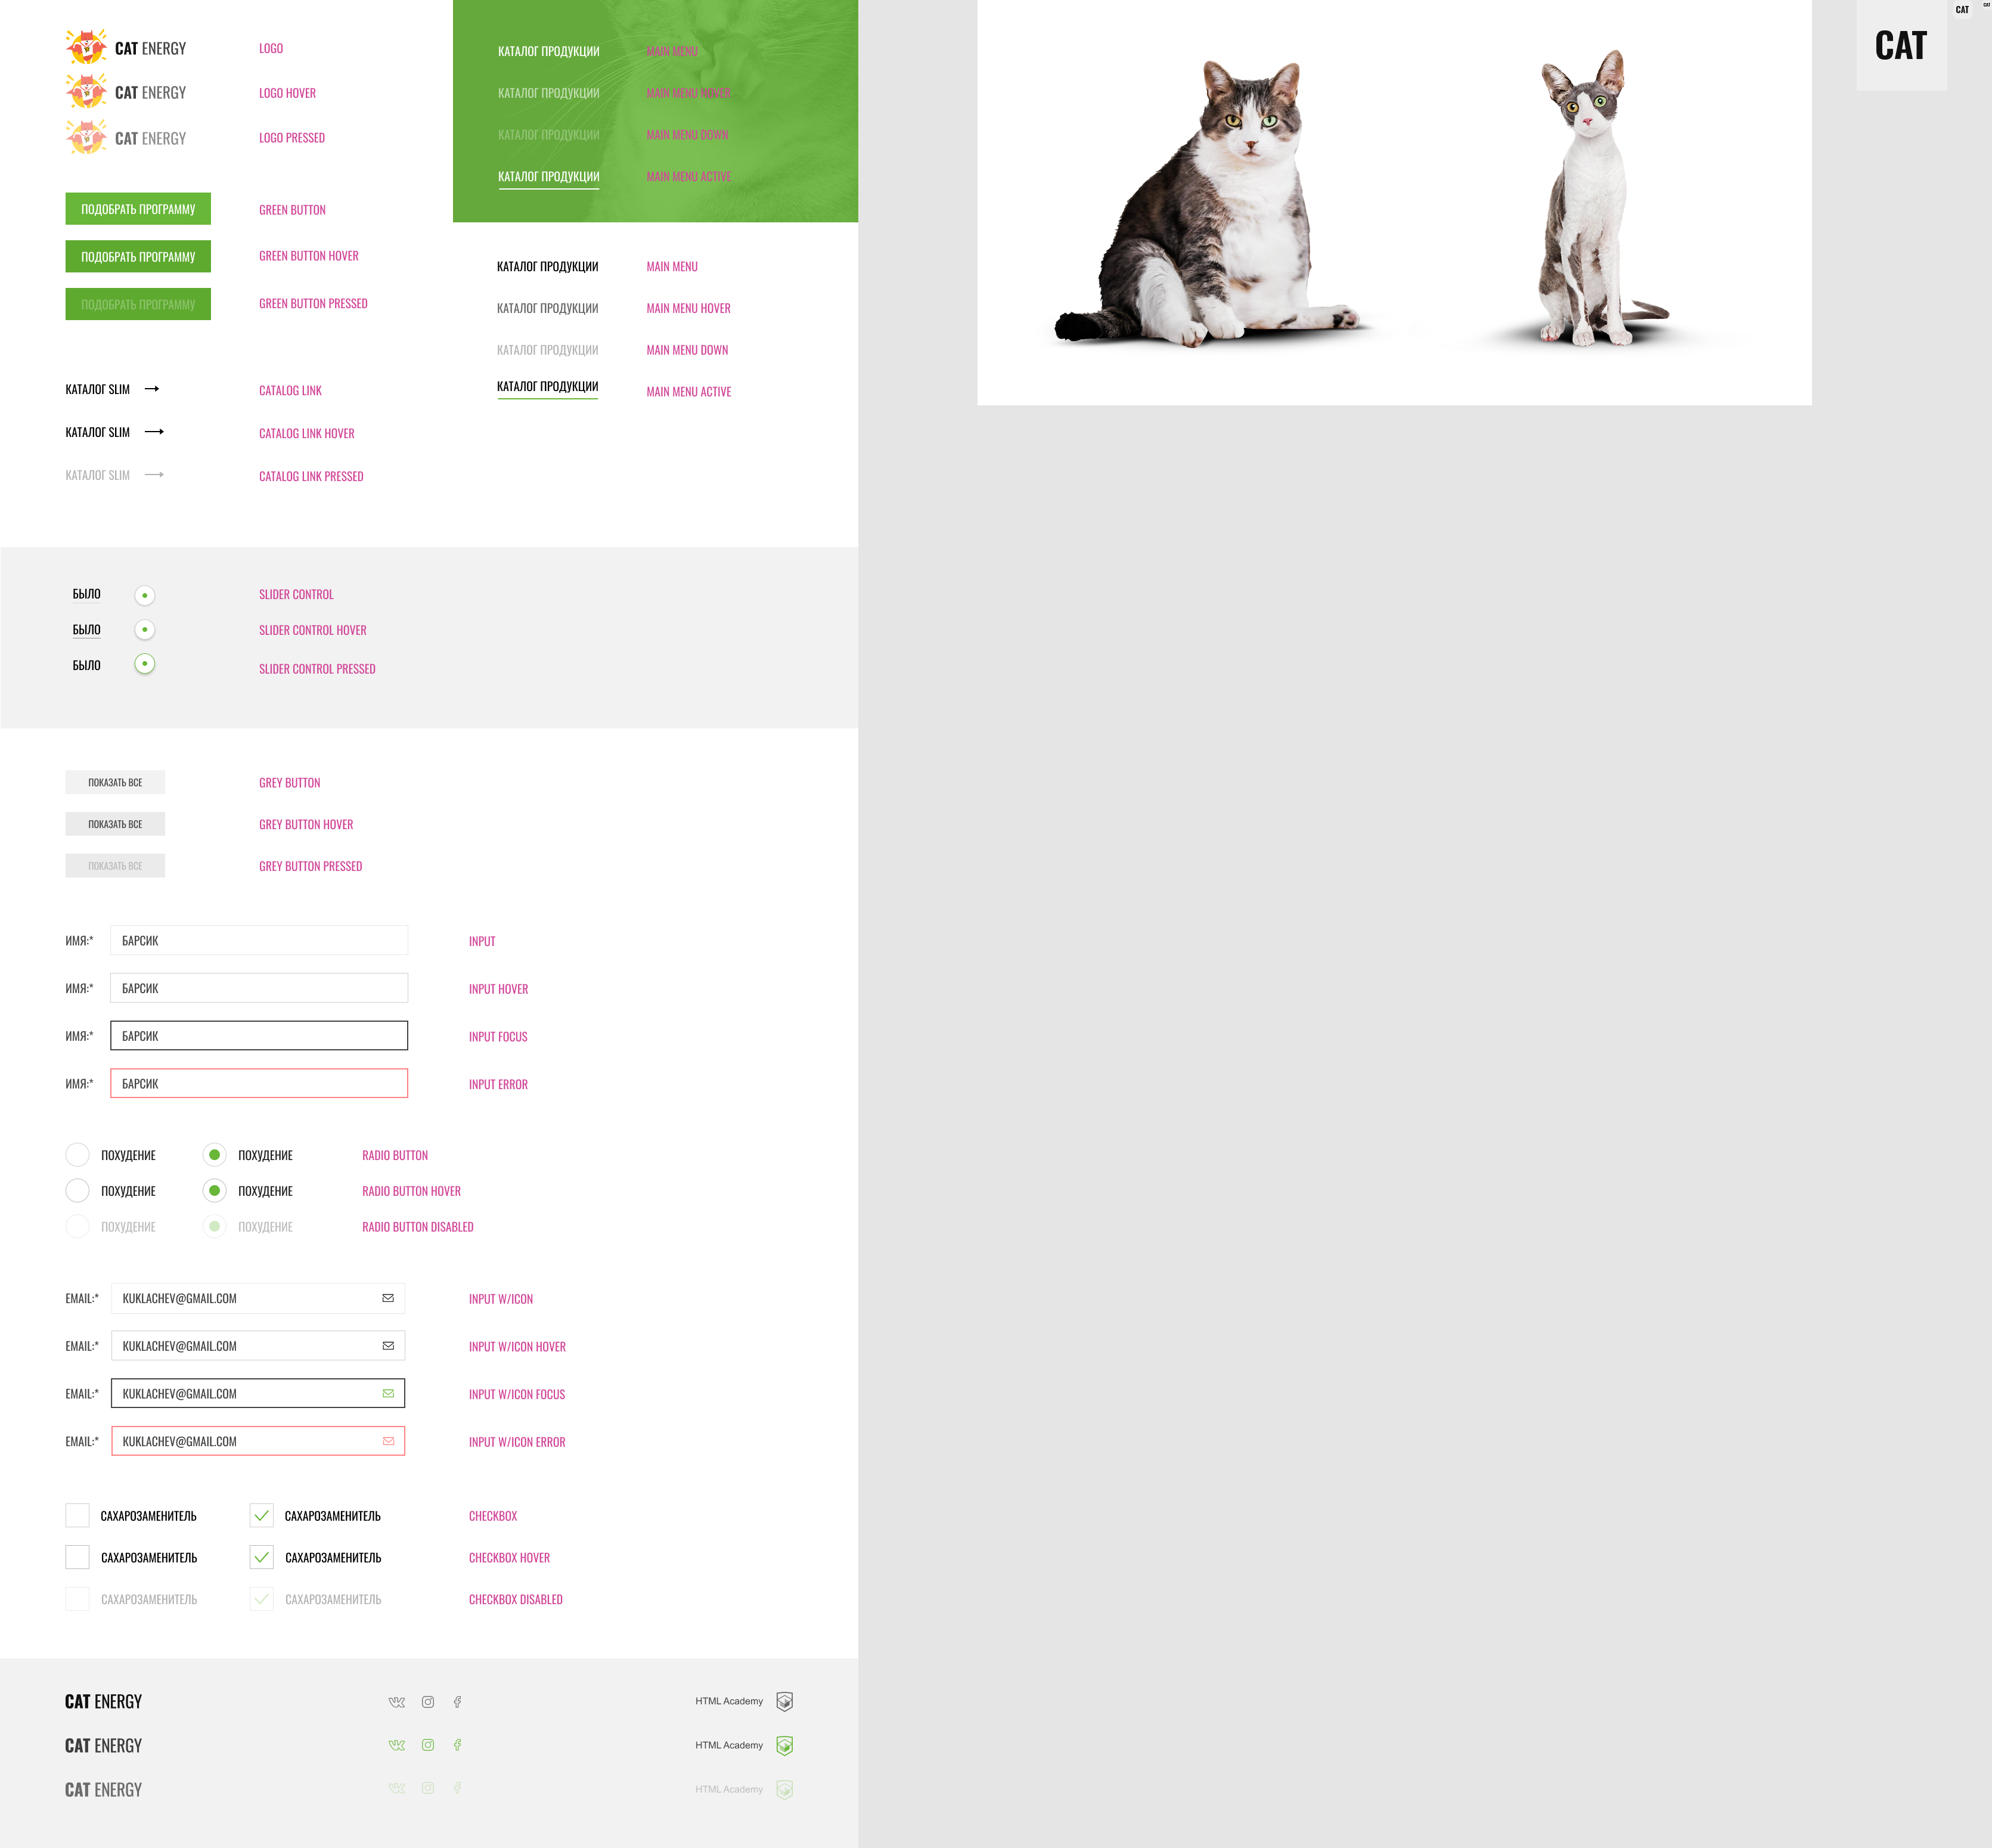 CAT ENERGY LOGO
CAT ENERGY LOGO HOVER
CAT ENERGY LOGO PRESSED
ПОДОБРАТЬ ПРОГРАММУ GREEN BUTTON
ПОДОБРАТЬ ПРОГРАММУ GREEN BUTTON HOVER
ПОДОБРАТЬ ПРОГРАММУ GREEN BUTTON PRESSED
КАТАЛОГ SLIM CATALOG LINK
КАТАЛОГ SLIM CATALOG LINK HOVER
КАТАЛОГ SLIM CATALOG LINK PRESSED
КАТАЛОГ ПРОДУКЦИИ MAIN MENU
КАТАЛОГ ПРОДУКЦИИ MAIN MENU HOVER
КАТАЛОГ ПРОДУКЦИИ MAIN MENU DOWN
КАТАЛОГ ПРОДУКЦИИ MAIN MENU ACTIVE
КАТАЛОГ ПРОДУКЦИИ MAIN MENU
КАТАЛОГ ПРОДУКЦИИ MAIN MENU HOVER
КАТАЛОГ ПРОДУКЦИИ MAIN MENU DOWN
КАТАЛОГ ПРОДУКЦИИ MAIN MENU ACTIVE
БЫЛО SLIDER CONTROL
БЫЛО SLIDER CONTROL HOVER
БЫЛО SLIDER CONTROL PRESSED
ПОКАЗАТЬ ВСЕ GREY BUTTON
ПОКАЗАТЬ ВСЕ GREY BUTTON HOVER
ПОКАЗАТЬ ВСЕ GREY BUTTON PRESSED
ИМЯ:* БАРСИК INPUT
ИМЯ:* БАРСИК INPUT HOVER
ИМЯ:* БАРСИК INPUT FOCUS
ИМЯ:* БАРСИК INPUT ERROR
ПОХУДЕНИЕ ПОХУДЕНИЕ RADIO BUTTON
ПОХУДЕНИЕ ПОХУДЕНИЕ RADIO BUTTON HOVER
ПОХУДЕНИЕ ПОХУДЕНИЕ RADIO BUTTON DISABLED
EMAIL:* KUKLACHEV@GMAIL.COM INPUT W/ICON
EMAIL:* KUKLACHEV@GMAIL.COM INPUT W/ICON HOVER
EMAIL:* KUKLACHEV@GMAIL.COM INPUT W/ICON FOCUS
EMAIL:* KUKLACHEV@GMAIL.COM INPUT W/ICON ERROR
САХАРОЗАМЕНИТЕЛЬ САХАРОЗАМЕНИТЕЛЬ CHECKBOX
САХАРОЗАМЕНИТЕЛЬ САХАРОЗАМЕНИТЕЛЬ CHECKBOX HOVER
САХАРОЗАМЕНИТЕЛЬ САХАРОЗАМЕНИТЕЛЬ CHECKBOX DISABLED
CAT ENERGY HTML Academy
CAT ENERGY HTML Academy
CAT ENERGY HTML Academy
CAT
CAT
CAT